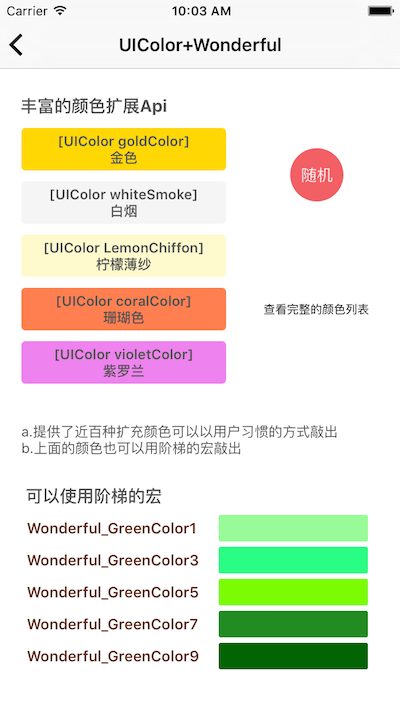 Carrier 10:03 AM
UIColor+Wonderful
丰富的颜色扩展Api
[UIColor goldColor]
金色
随机
[UIColor whiteSmoke]
白烟
[UIColor LemonChiffon]
柠檬薄纱
[UIColor coralColor]
珊瑚色
查看完整的颜色列表
[UIColor violetColor]
紫罗兰
a.提供了近百种扩充颜色可以以用户习惯的方式敲出
b.上面的颜色也可以用阶梯的宏敲出
可以使用阶梯的宏
Wonderful_GreenColor1
Wonderful_GreenColor3
Wonderful_GreenColor5
Wonderful_GreenColor7
Wonderful_GreenColor9